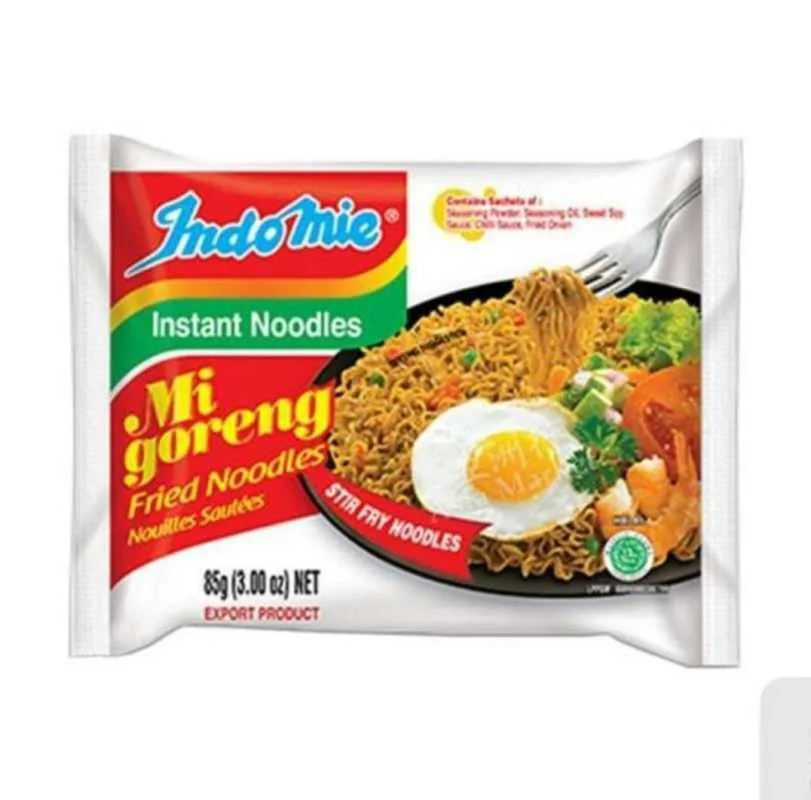 Indomie®
Instant Noodles
Mi
goreng
Fried Noodles
Nouilles Sautées
85g (3.00 oz) NET
EXPORT PRODUCT
Contains Sachets of :
Seasoning Powder, Seasoning Oil, Sweet Soy
Sauce, Chilli Sauce, Fried Onion
STIR FRY NOODLES